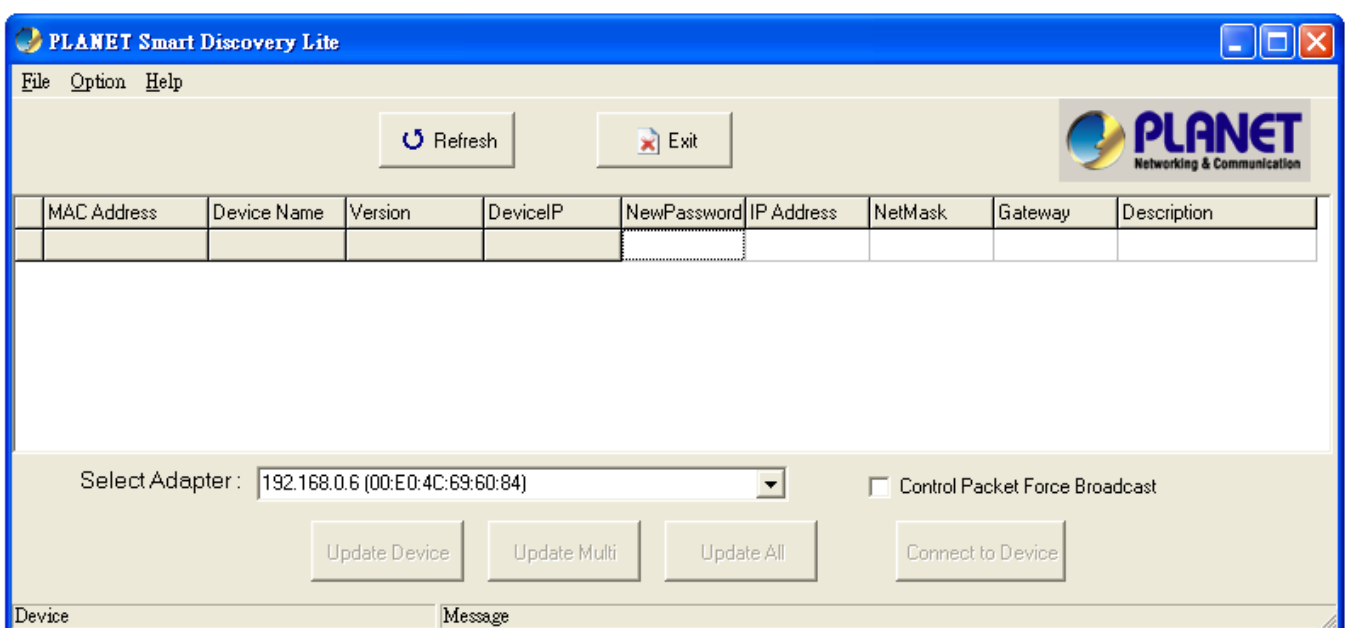 PLANET Smart Discovery Lite
File Option Help
Refresh Exit
PLANET
Networking & Communication
MAC Address Device Name Version DeviceIP NewPassword IP Address NetMask Gateway Description
Select Adapter : 192.168.0.6 (00:E0:4C:69:60:84) Control Packet Force Broadcast
Update Device Update Multi Update All Connect to Device
Device Message